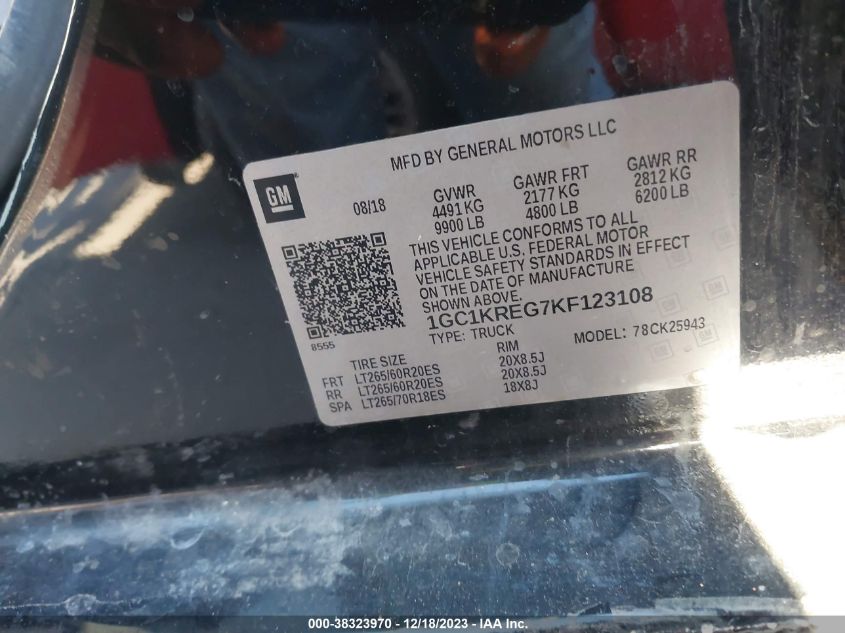 MFD BY GENERAL MOTORS LLC
GM
08/18
GVWR
4491 KG
9900 LB
GAWR FRT
2177 KG
4800 LB
GAWR RR
2812 KG
6200 LB
THIS VEHICLE CONFORMS TO ALL
APPLICABLE U.S. FEDERAL MOTOR
VEHICLE SAFETY STANDARDS IN EFFECT
ON THE DATE OF MANUFACTURE
SHOWN ABOVE.
8555
1GC1KREG7KF123108
TYPE: TRUCK
MODEL: 78CK25943
TIRE SIZE RIM
FRT LT265/60R20ES 20X8.5J
RR LT265/60R20ES 20X8.5J
SPA LT265/70R18ES 18X8J
000-38323970 - 12/18/2023 - IAA Inc.